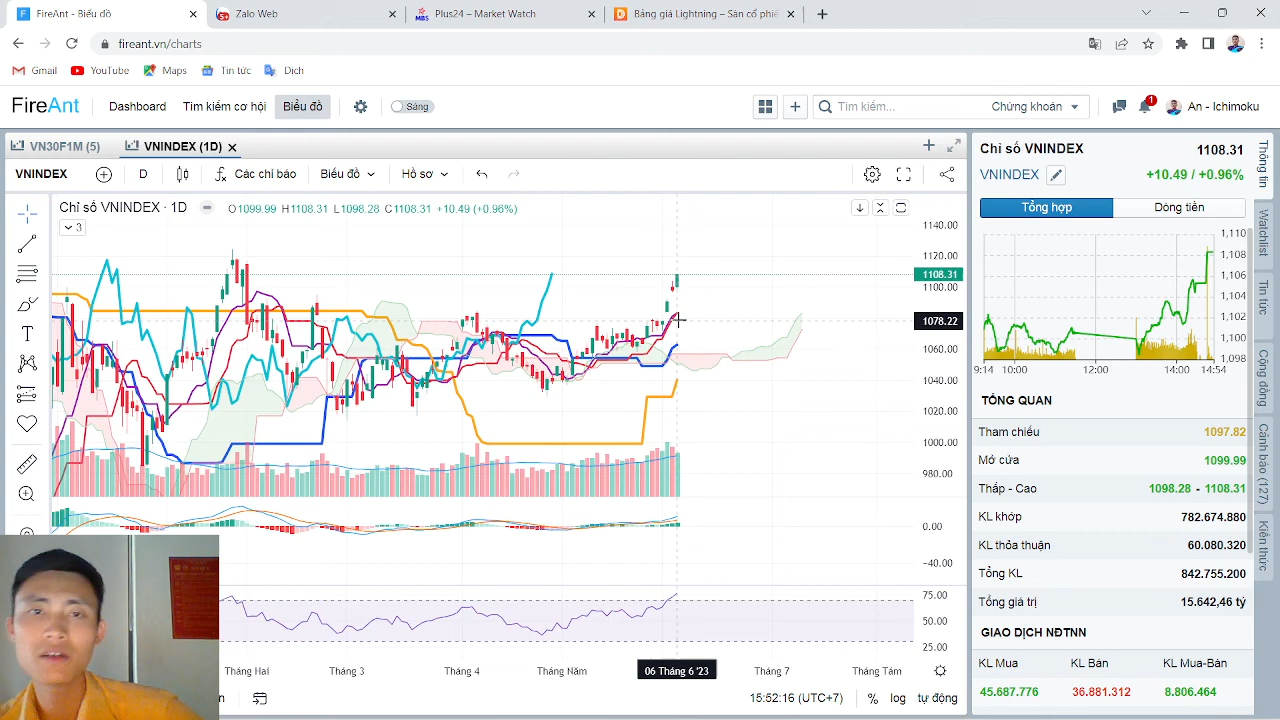 FireAnt - Biểu đồ
Zalo Web
Plus24 – Market Watch
Bảng giá Lightning – Sàn cổ phiế
fireant.vn/charts
Gmail
YouTube
Maps
Tin tức
Dịch
FireAnt
Dashboard
Tìm kiếm cơ hội
Biểu đồ
Sáng
Tìm kiếm...
Chứng khoán
1
An - Ichimoku
VN30F1M (5)
VNINDEX (1D)
VNINDEX
D
Các chỉ báo
Biểu đồ
Hồ sơ
Chỉ số VNINDEX · 1D
O1099.99 H1108.31 L1098.28 C1108.31 +10.49 (+0.96%)
3
1140.00
1120.00
1108.31
1100.00
1078.22
1060.00
1040.00
1020.00
1000.00
980.00
0.00
−40.00
75.00
50.00
25.00
Tháng Hai
Tháng 3
Tháng 4
Tháng Năm
06 Tháng 6 '23
Tháng 7
Tháng Tám
15:52:16 (UTC+7)
%
log
tự động
Chỉ số VNINDEX
1108.31
VNINDEX
+10.49 / +0.96%
Tổng hợp
Dòng tiền
1,110
1,108
1,106
1,104
1,102
1,100
1,098
9:14
10:00
12:00
14:00
14:54
TỔNG QUAN
Tham chiếu
1097.82
Mở cửa
1099.99
Thấp - Cao
1098.28 - 1108.31
KL khớp
782.674.880
KL thỏa thuận
60.080.320
Tổng KL
842.755.200
Tổng giá trị
15.642,46 tỷ
GIAO DỊCH NĐTNN
KL Mua
KL Bán
KL Mua-Bán
45.687.776
36.881.312
8.806.464
Thông tin
Watchlist
Tin tức
Cộng đồng
Cảnh báo (127)
Kiến thức